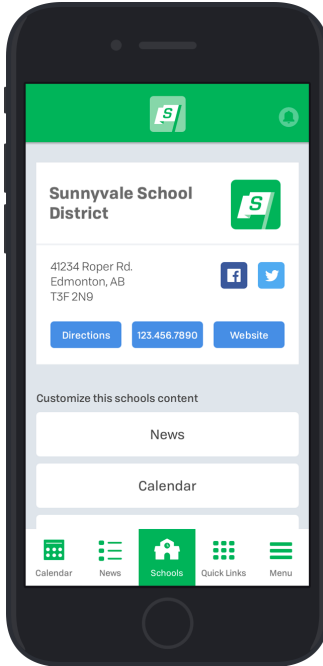 S
Sunnyvale School
District
S
41234 Roper Rd.
Edmonton, AB
T3F 2N9
Directions
123.456.7890
Website
Customize this schools content
News
Calendar
Calendar
News
Schools
Quick Links
Menu